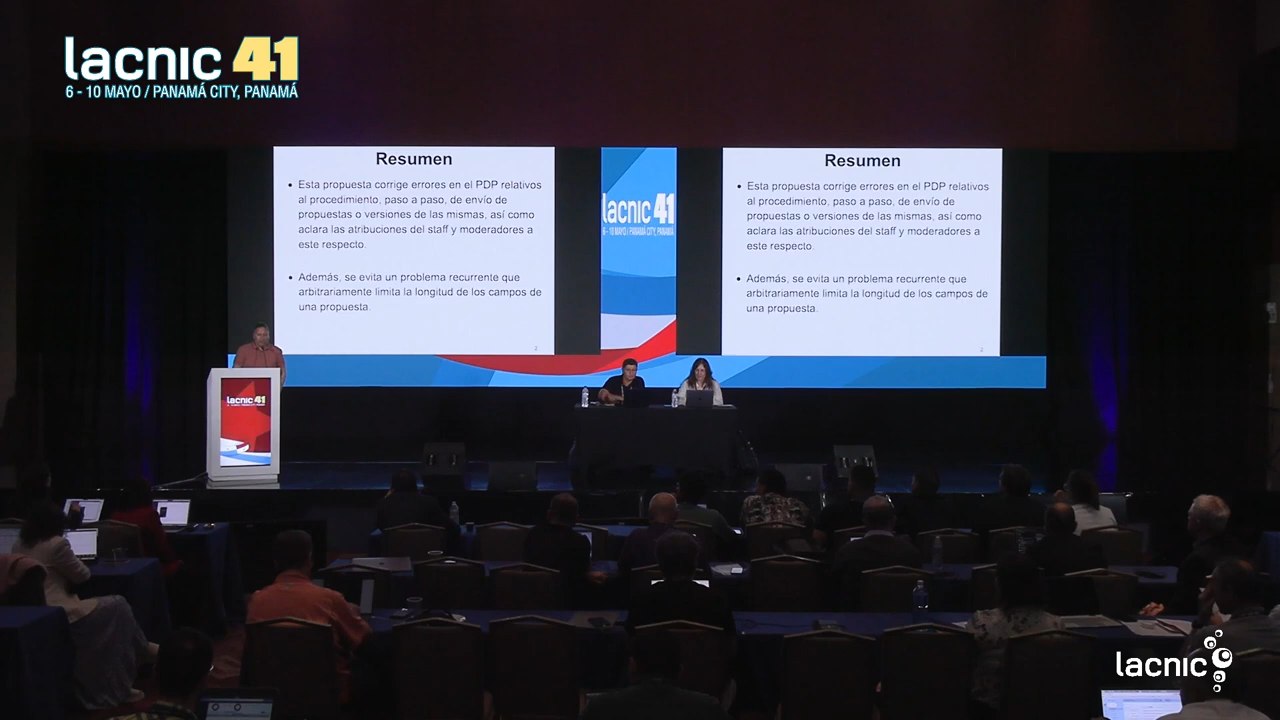 lacnic 41
6 - 10 MAYO / PANAMÁ CITY, PANAMÁ
Resumen
• Esta propuesta corrige errores en el PDP relativos
al procedimiento, paso a paso, de envío de
propuestas o versiones de las mismas, así como
aclara las atribuciones del staff y moderadores a
este respecto.
• Además, se evita un problema recurrente que
arbitrariamente limita la longitud de los campos de
una propuesta.
2
lacnic 41
6 - 10 MAYO / PANAMÁ CITY, PANAMÁ
Resumen
• Esta propuesta corrige errores en el PDP relativos
al procedimiento, paso a paso, de envío de
propuestas o versiones de las mismas, así como
aclara las atribuciones del staff y moderadores a
este respecto.
• Además, se evita un problema recurrente que
arbitrariamente limita la longitud de los campos de
una propuesta.
2
lacnic 41
lacnic